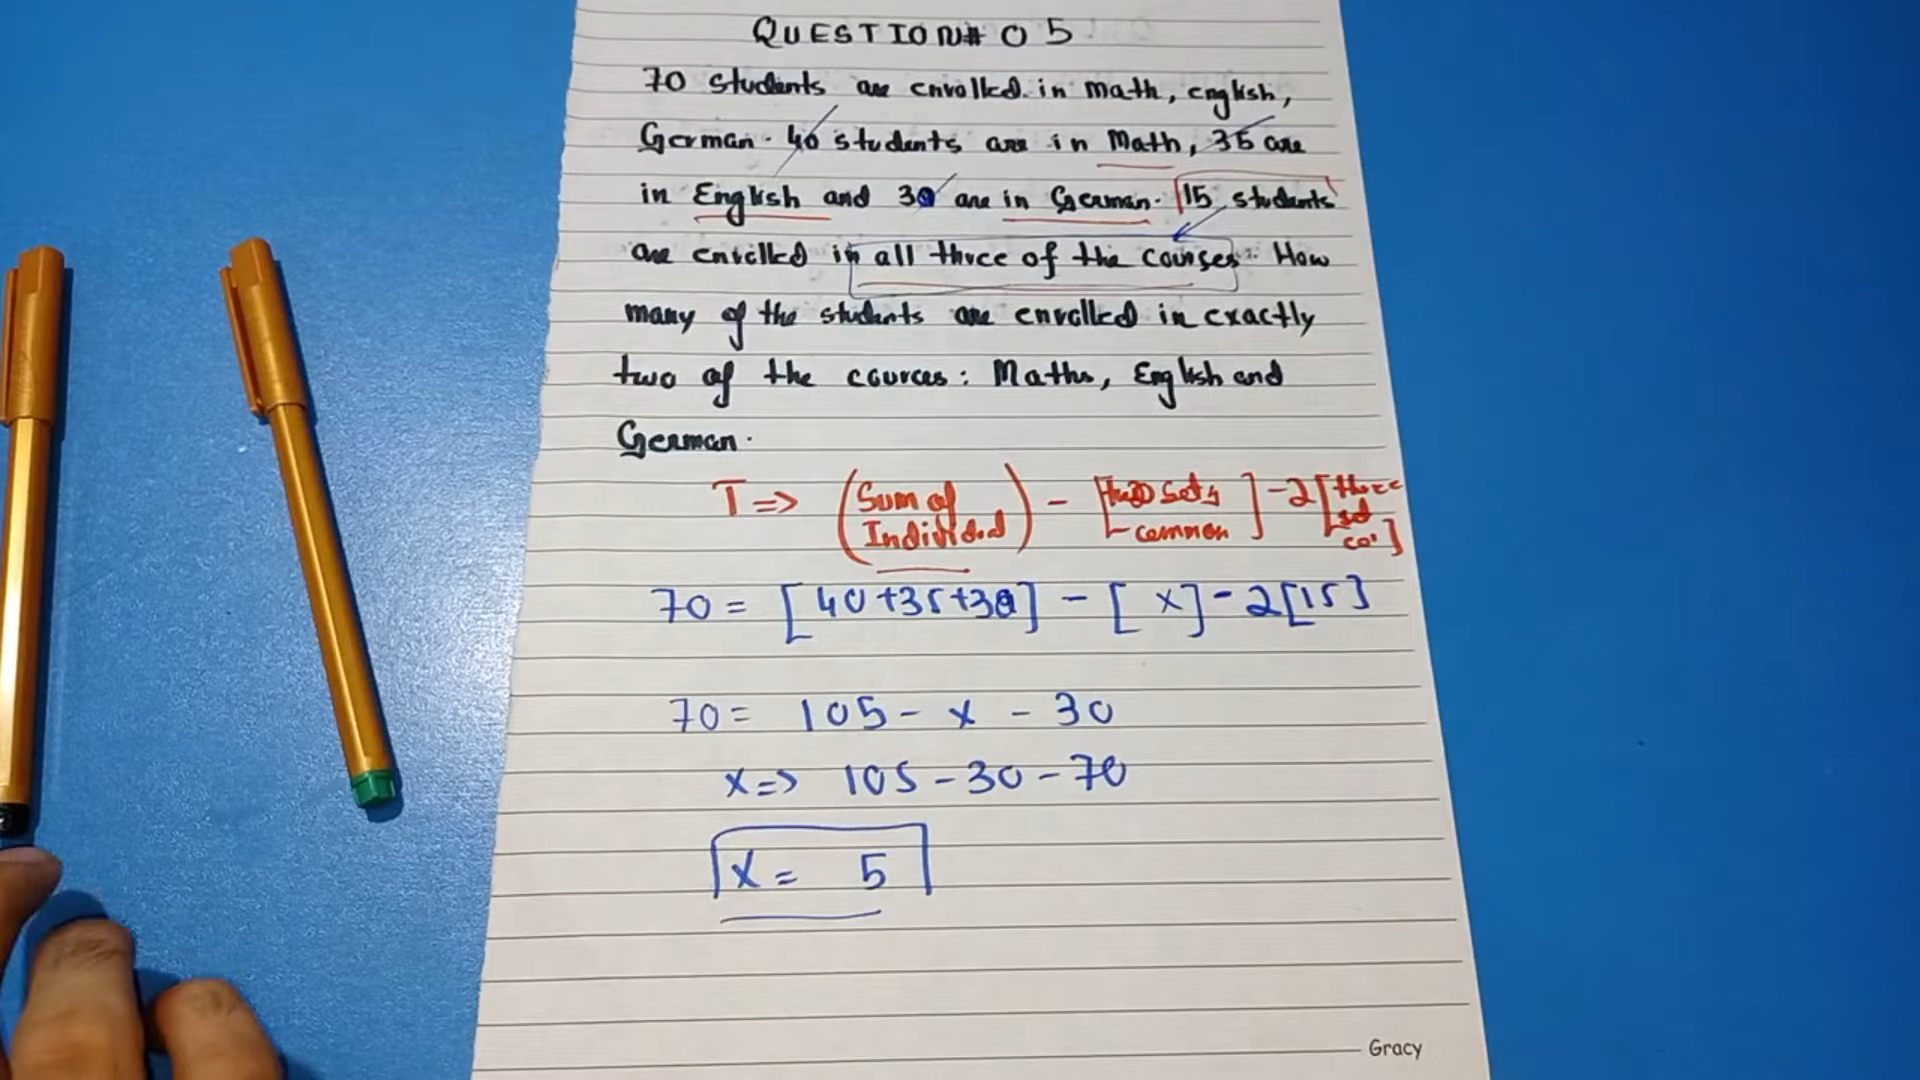 QUESTION# 05
70 students are enrolled in math, english,
German. 40 students are in Math, 35 are
in English and 30 are in German. 15 students
are enrolled in all three of the courses. How
many of the students are enrolled in exactly
two of the cources: Maths, English and
German.
T => (Sum of Individual) - [two sets common] - 2 [three
70 = [40+35+30] - [x] - 2[15]
70 = 105 - x - 30
x => 105 - 30 - 70
x = 5
Gracy